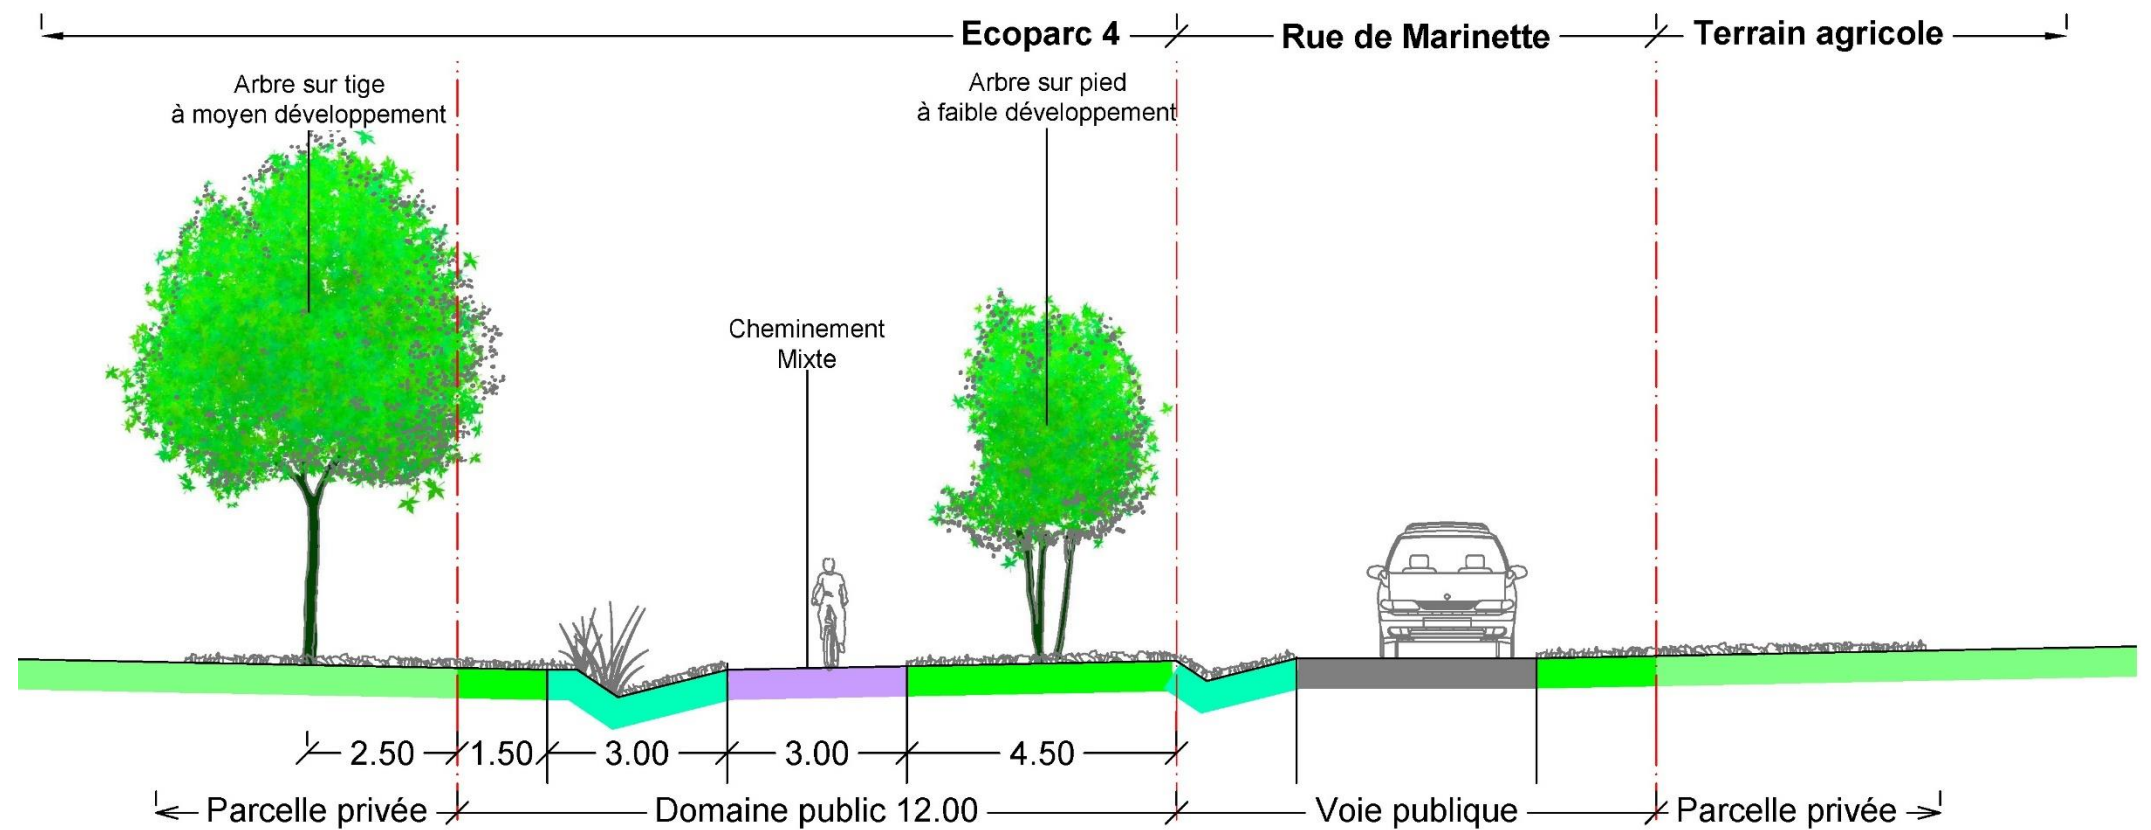 Ecoparc 4
Rue de Marinette
Terrain agricole
Arbre sur tige
à moyen développement
Arbre sur pied
à faible développement
Cheminement
Mixte
2.50
1.50
3.00
3.00
4.50
Parcelle privée
Domaine public 12.00
Voie publique
Parcelle privée